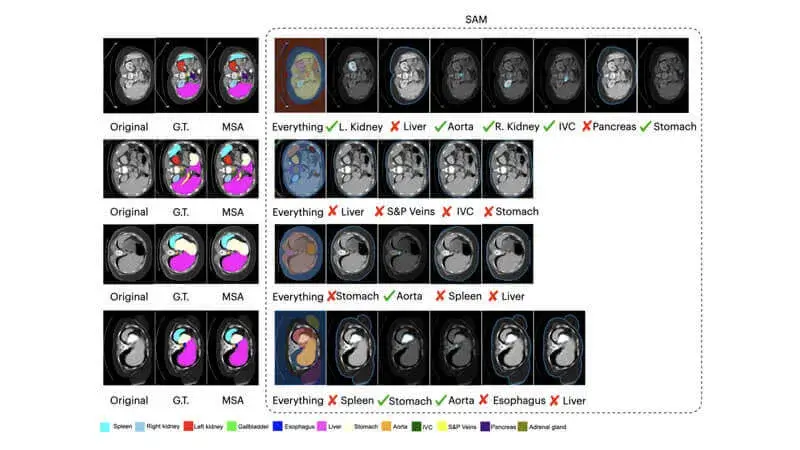 SAM
Original G.T. MSA Everything ✓ L. Kidney ✗ Liver ✓ Aorta ✓ R. Kidney ✓ IVC ✗ Pancreas ✓ Stomach
Original G.T. MSA Everything ✗ Liver ✗ S&P Veins ✗ IVC ✗ Stomach
Original G.T. MSA Everything ✗ Stomach ✓ Aorta ✗ Spleen ✗ Liver
Original G.T. MSA Everything ✗ Spleen ✓ Stomach ✓ Aorta ✗ Esophagus ✗ Liver
Spleen Right kidney Left kidney Gallbladdel Esophagus Liver Stomach Aorta IVC S&P Veins Pancreas Adrenal gland